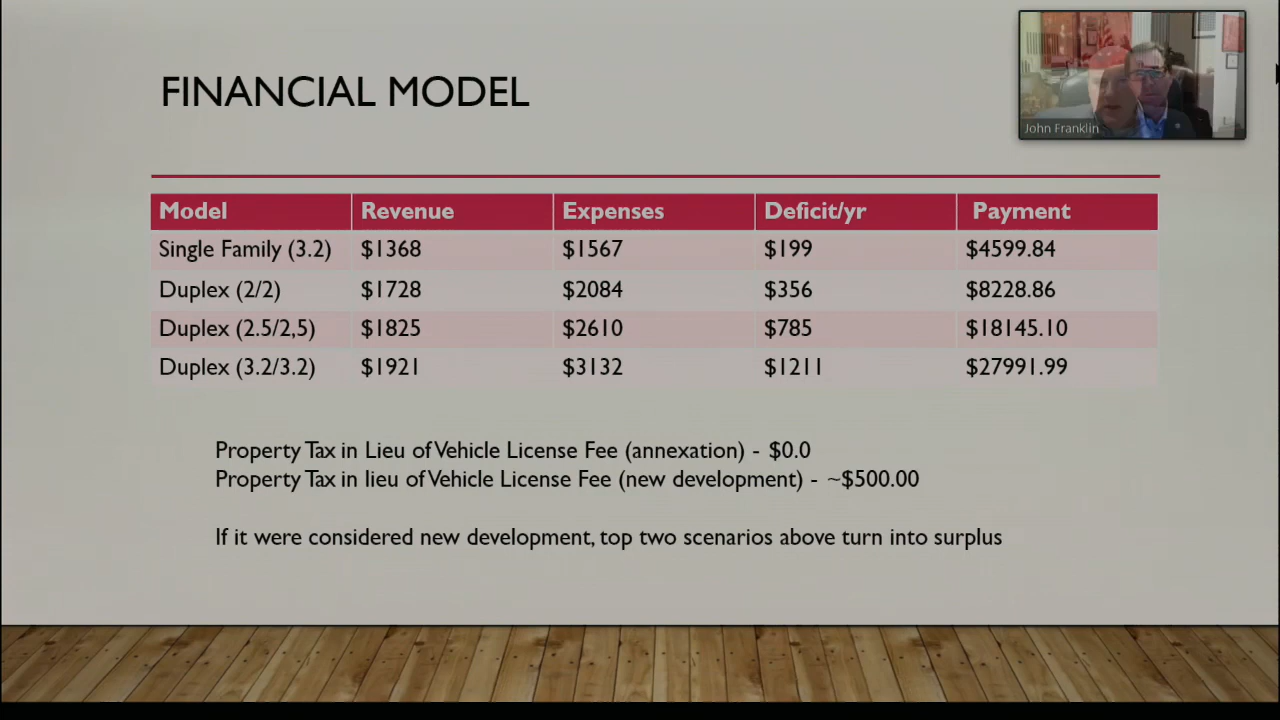 FINANCIAL MODEL
John Franklin
Model Revenue Expenses Deficit/yr Payment
Single Family (3.2) $1368 $1567 $199 $4599.84
Duplex (2/2) $1728 $2084 $356 $8228.86
Duplex (2.5/2,5) $1825 $2610 $785 $18145.10
Duplex (3.2/3.2) $1921 $3132 $1211 $27991.99
Property Tax in Lieu of Vehicle License Fee (annexation) - $0.0
Property Tax in lieu of Vehicle License Fee (new development) - ~$500.00
If it were considered new development, top two scenarios above turn into surplus